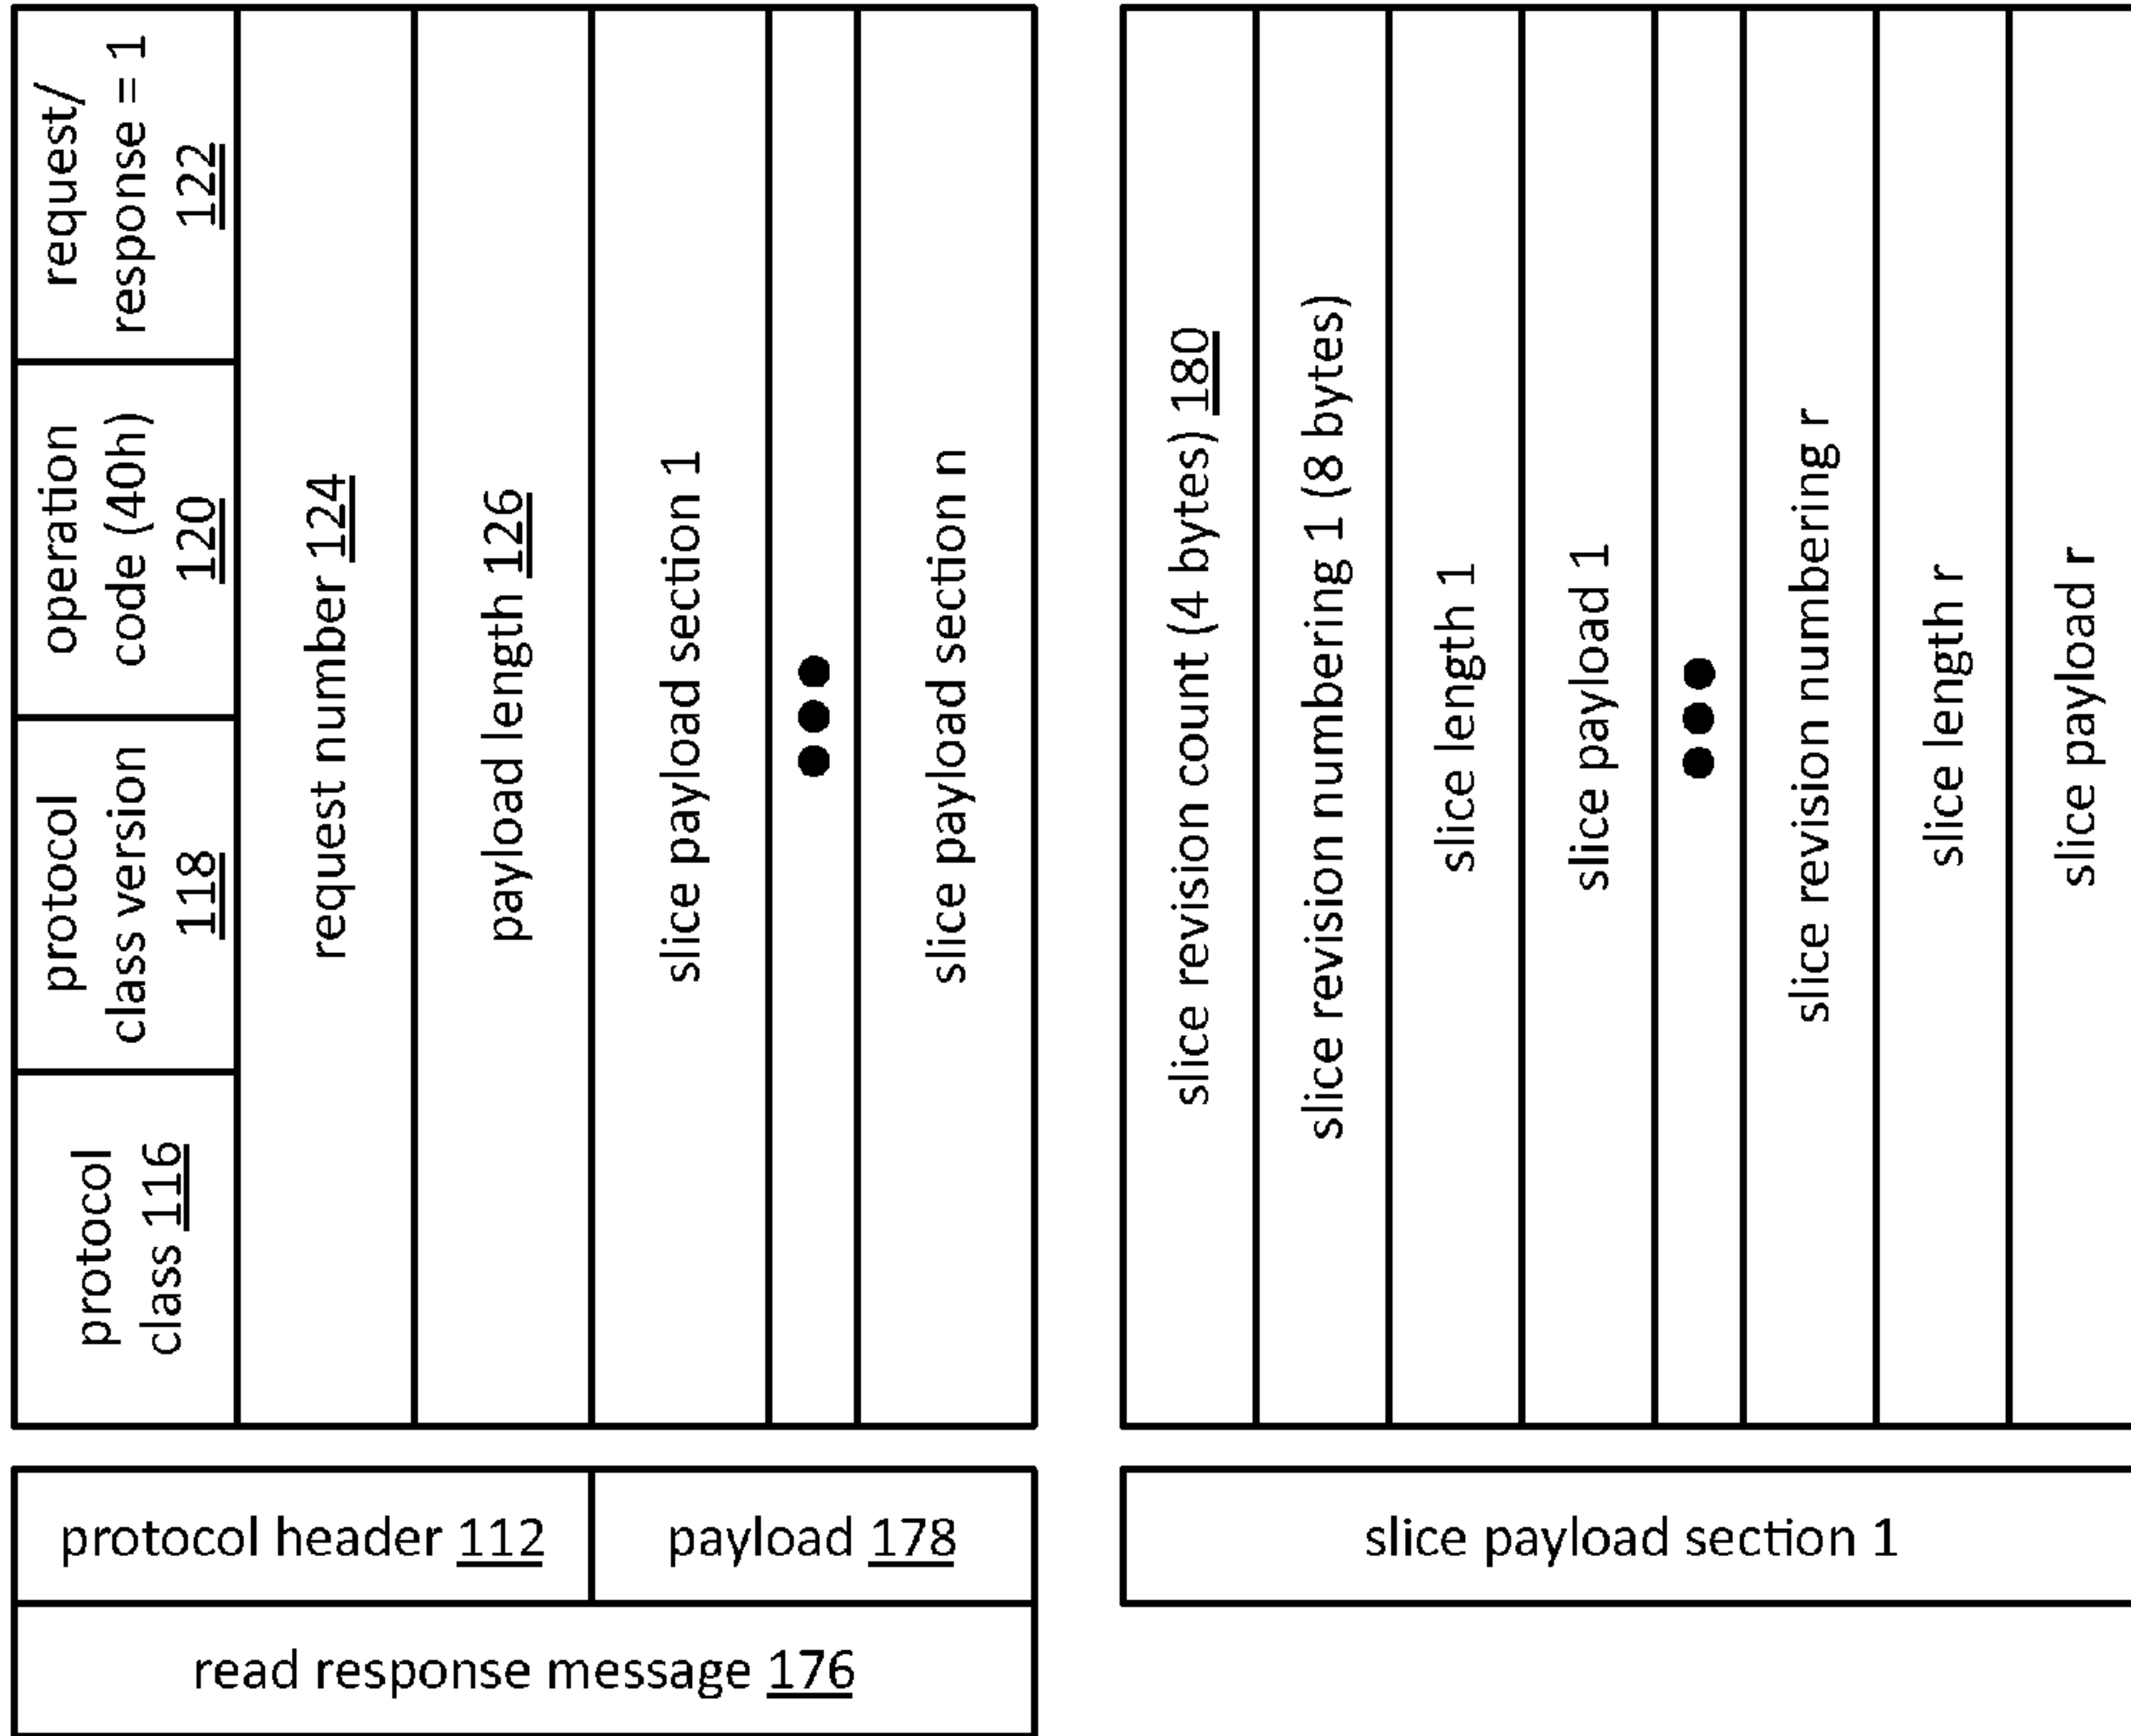 protocol
class 116
protocol
class version
118
operation
code (40h)
120
request/
response = 1
122
request number 124
payload length 126
slice payload section 1
slice payload section n
protocol header 112
payload 178
read response message 176
slice revision count (4 bytes) 180
slice revision numbering 1 (8 bytes)
slice length 1
slice payload 1
slice revision numbering r
slice length r
slice payload r
slice payload section 1